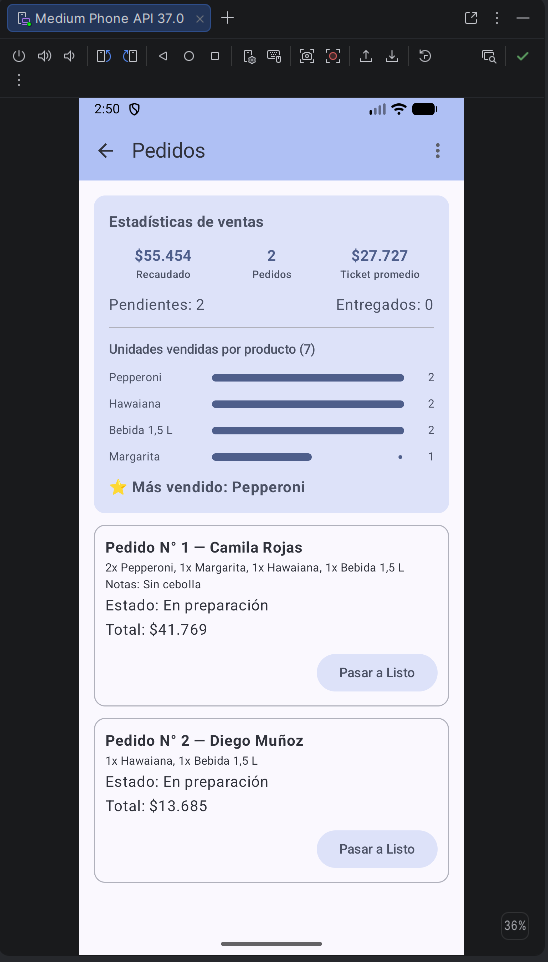 Medium Phone API 37.0
2:50
Pedidos
Estadísticas de ventas
$55.454 2 $27.727
Recaudado Pedidos Ticket promedio
Pendientes: 2 Entregados: 0
Unidades vendidas por producto (7)
Pepperoni 2
Hawaiana 2
Bebida 1,5 L 2
Margarita 1
⭐ Más vendido: Pepperoni
Pedido N° 1 — Camila Rojas
2x Pepperoni, 1x Margarita, 1x Hawaiana, 1x Bebida 1,5 L
Notas: Sin cebolla
Estado: En preparación
Total: $41.769
Pasar a Listo
Pedido N° 2 — Diego Muñoz
1x Hawaiana, 1x Bebida 1,5 L
Estado: En preparación
Total: $13.685
Pasar a Listo
36%